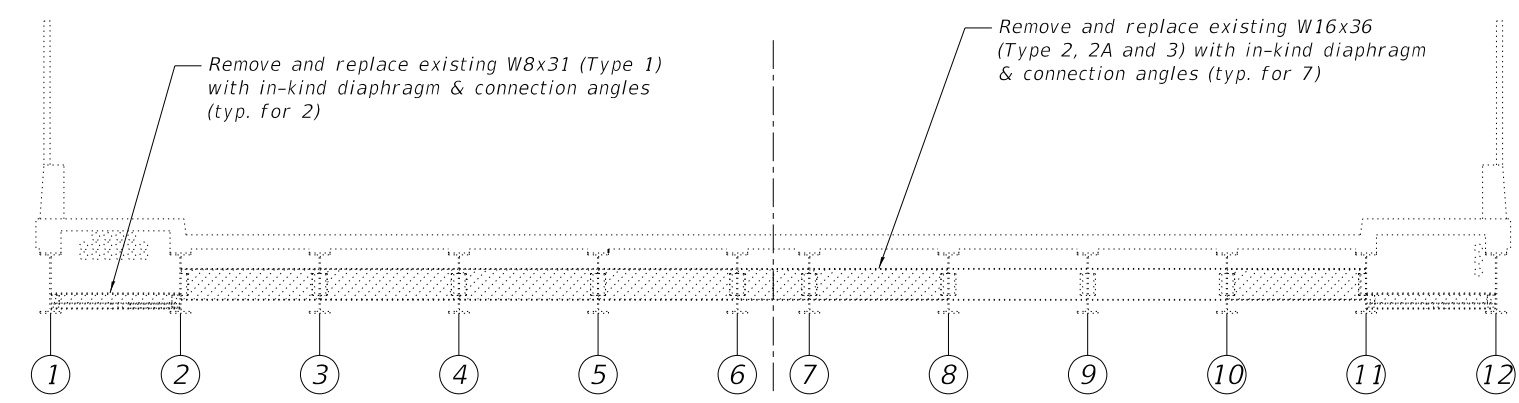 Remove and replace existing W8x31 (Type 1)
with in-kind diaphragm & connection angles
(typ. for 2)
Remove and replace existing W16x36
(Type 2, 2A and 3) with in-kind diaphragm
& connection angles (typ. for 7)
1 2 3 4 5 6 7 8 9 10 11 12